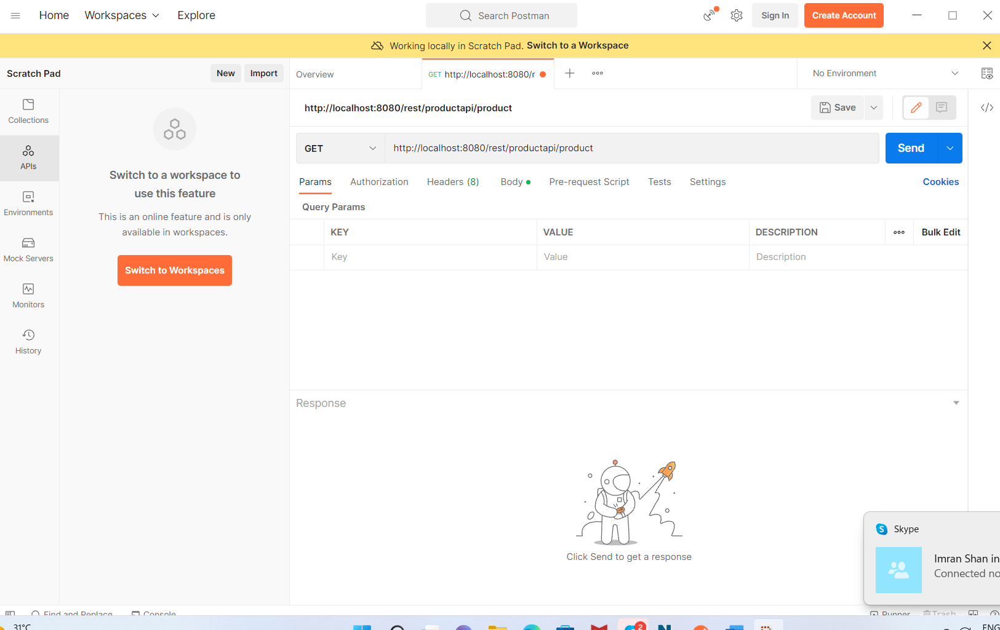 Home Workspaces Explore Search Postman Sign In Create Account
Working locally in Scratch Pad. Switch to a Workspace
Scratch Pad New Import Overview GET http://localhost:8080/r No Environment
Collections
APIs
Environments
Mock Servers
Monitors
History
Switch to a workspace to
use this feature
This is an online feature and is only
available in workspaces.
Switch to Workspaces
http://localhost:8080/rest/productapi/product Save
GET http://localhost:8080/rest/productapi/product Send
Params Authorization Headers (8) Body Pre-request Script Tests Settings Cookies
Query Params
KEY VALUE DESCRIPTION Bulk Edit
Key Value Description
Response
Click Send to get a response
Skype
Imran Shan in
Connected no
Find and Replace Console Runner Trash
31°C 2 ENG